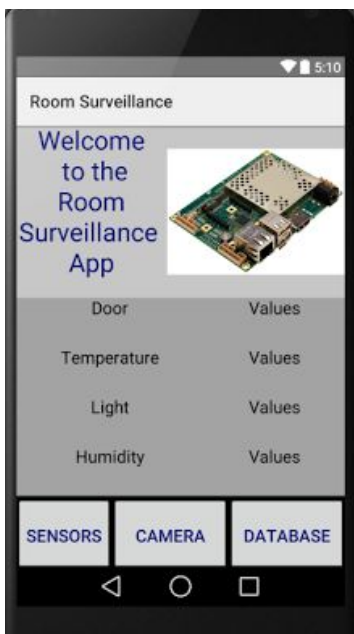 5:10
Room Surveillance
Welcome
to the
Room
Surveillance
App
Door Values
Temperature Values
Light Values
Humidity Values
SENSORS CAMERA DATABASE